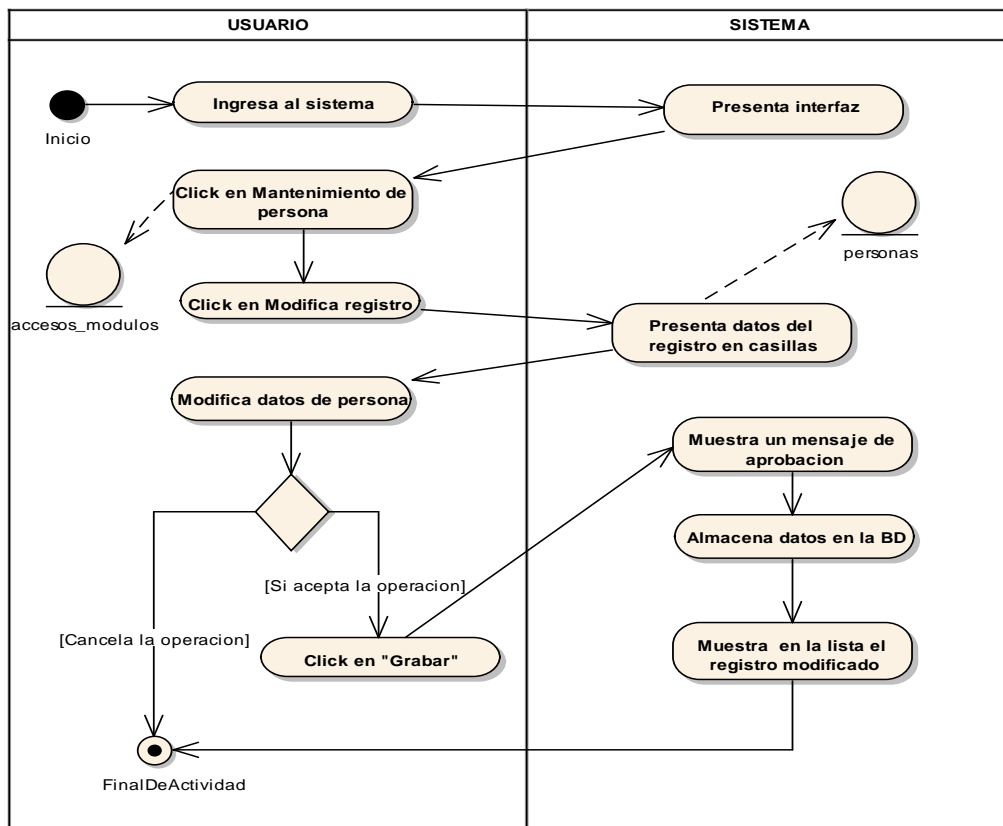 USUARIO
SISTEMA
Ingresa al sistema
Presenta interfaz
Inicio
Click en Mantenimiento de
persona
personas
accesos_modulos
Click en Modifica registro
Presenta datos del
registro en casillas
Modifica datos de persona
Muestra un mensaje de
aprobacion
Almacena datos en la BD
[Si acepta la operacion]
[Cancela la operacion]
Click en "Grabar"
Muestra en la lista el
registro modificado
FinalDeActividad